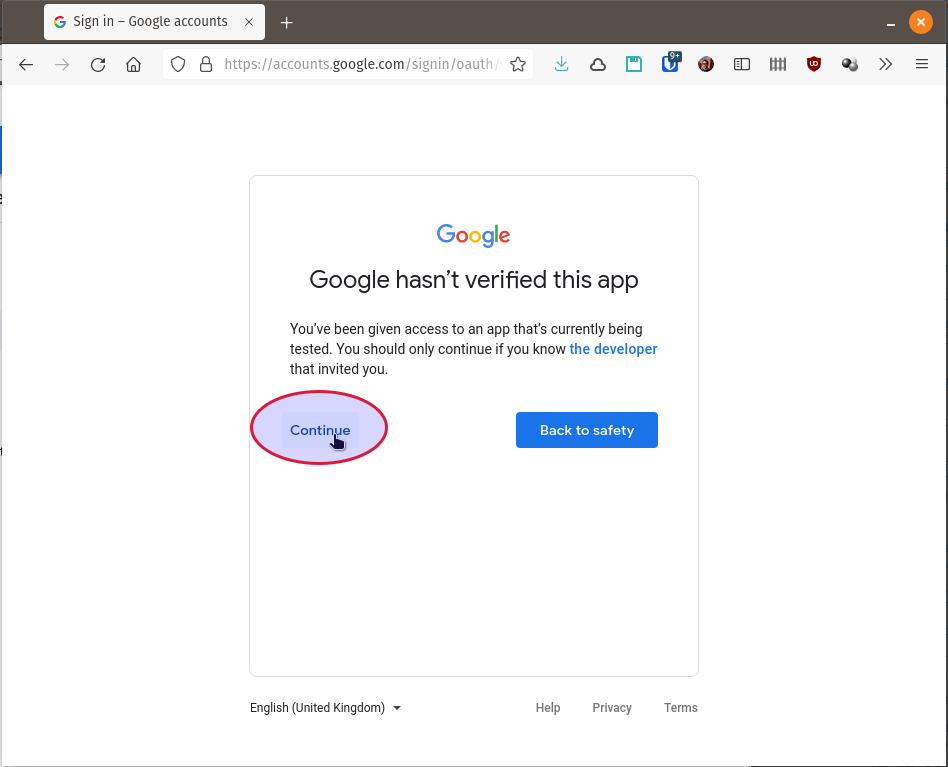 Sign in – Google accounts
https://accounts.google.com/signin/oauth/
9+
Google
Google hasn't verified this app
You've been given access to an app that's currently being
tested. You should only continue if you know the developer
that invited you.
Continue
Back to safety
English (United Kingdom)
Help
Privacy
Terms